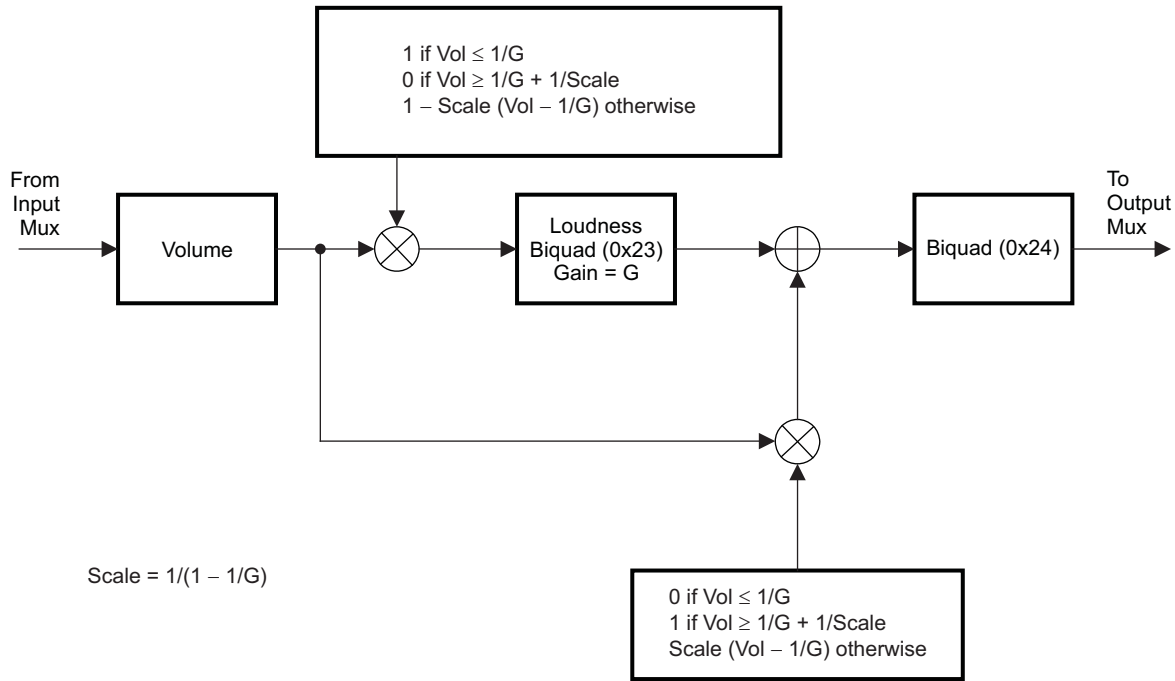 1 if Vol ≤ 1/G
0 if Vol ≥ 1/G + 1/Scale
1 – Scale (Vol – 1/G) otherwise
From
Input
Mux
Volume
Loudness
Biquad (0x23)
Gain = G
Biquad (0x24)
To
Output
Mux
Scale = 1/(1 – 1/G)
0 if Vol ≤ 1/G
1 if Vol ≥ 1/G + 1/Scale
Scale (Vol – 1/G) otherwise